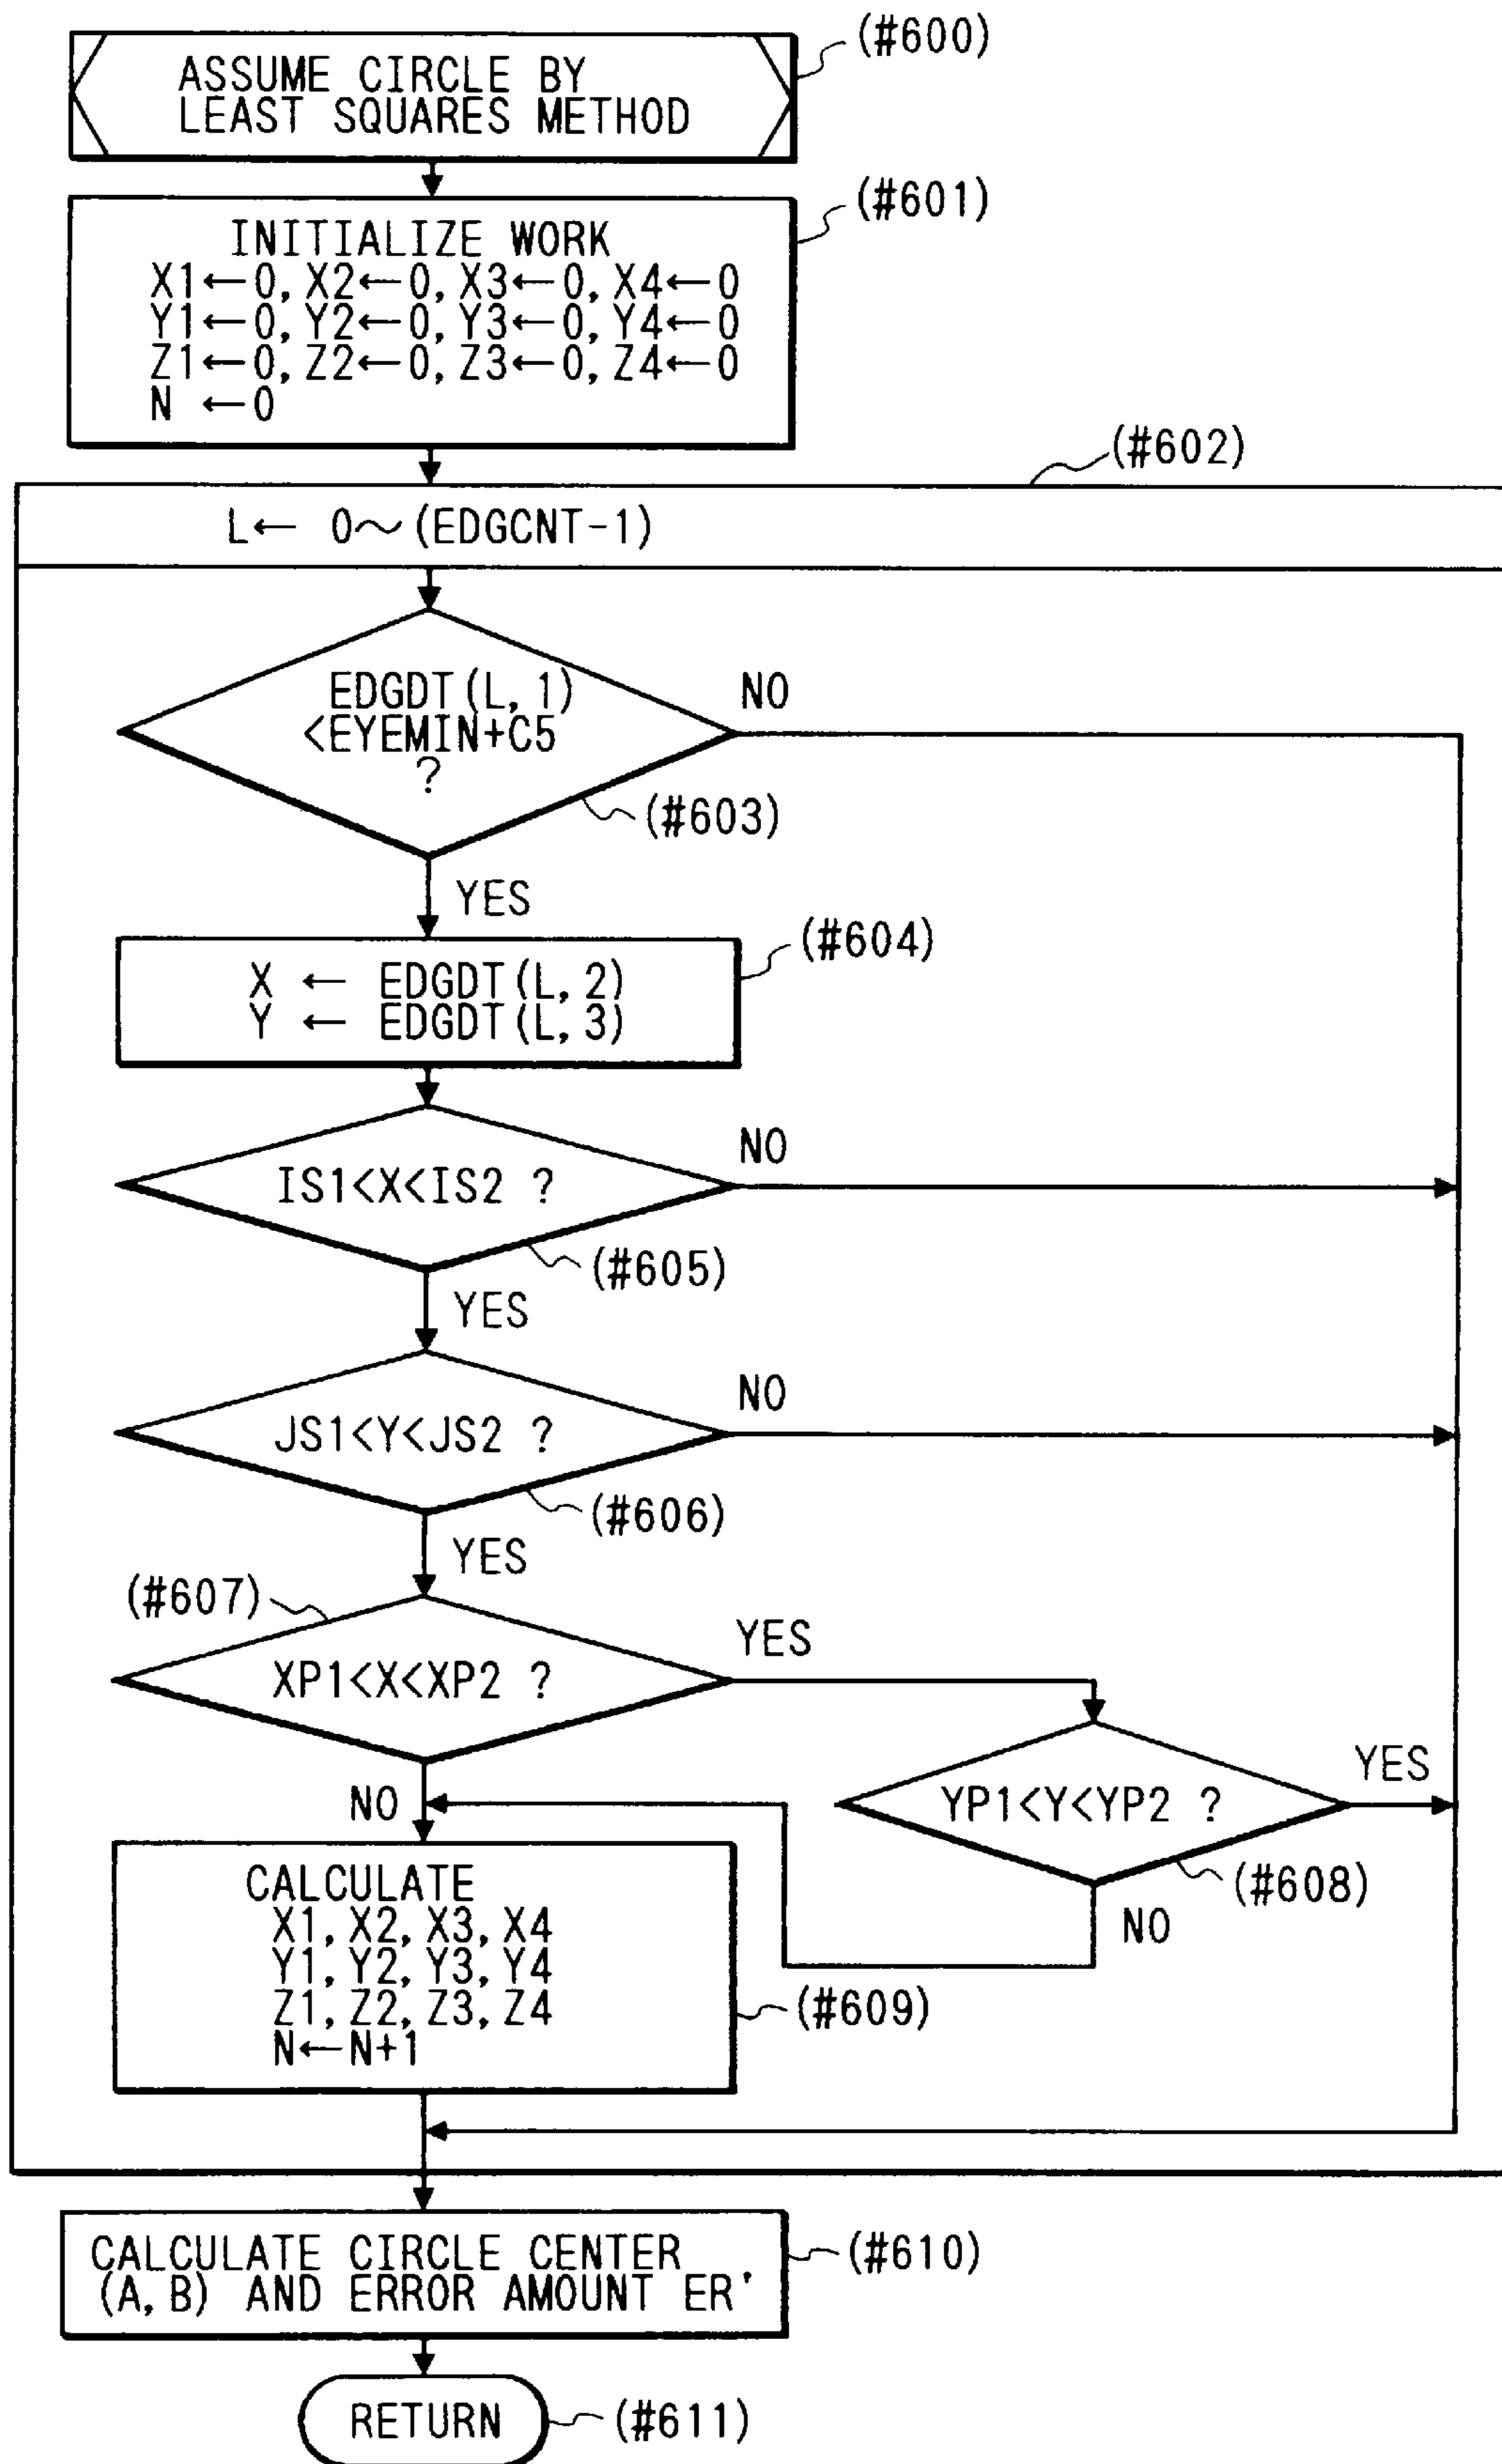 (#600)
ASSUME CIRCLE BY
LEAST SQUARES METHOD
(#601)
INITIALIZE WORK
X1←0, X2←0, X3←0, X4←0
Y1←0, Y2←0, Y3←0, Y4←0
Z1←0, Z2←0, Z3←0, Z4←0
N ←0
(#602)
L← 0~(EDGCNT-1)
EDGDT(L, 1)
<EYEMIN+C5
?
NO
(#603)
YES
(#604)
X ← EDGDT(L, 2)
Y ← EDGDT(L, 3)
NO
IS1<X<IS2 ?
(#605)
YES
NO
JS1<Y<JS2 ?
(#606)
YES
(#607)
YES
XP1<X<XP2 ?
YES
YP1<Y<YP2 ?
NO
(#608)
NO
CALCULATE
X1, X2, X3, X4
Y1, Y2, Y3, Y4
Z1, Z2, Z3, Z4
N←N+1
(#609)
CALCULATE CIRCLE CENTER
(A, B) AND ERROR AMOUNT ER'
(#610)
RETURN
(#611)